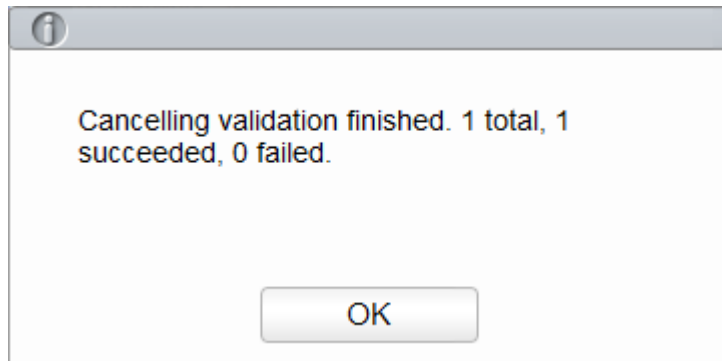 Cancelling validation finished. 1 total, 1
succeeded, 0 failed.
OK